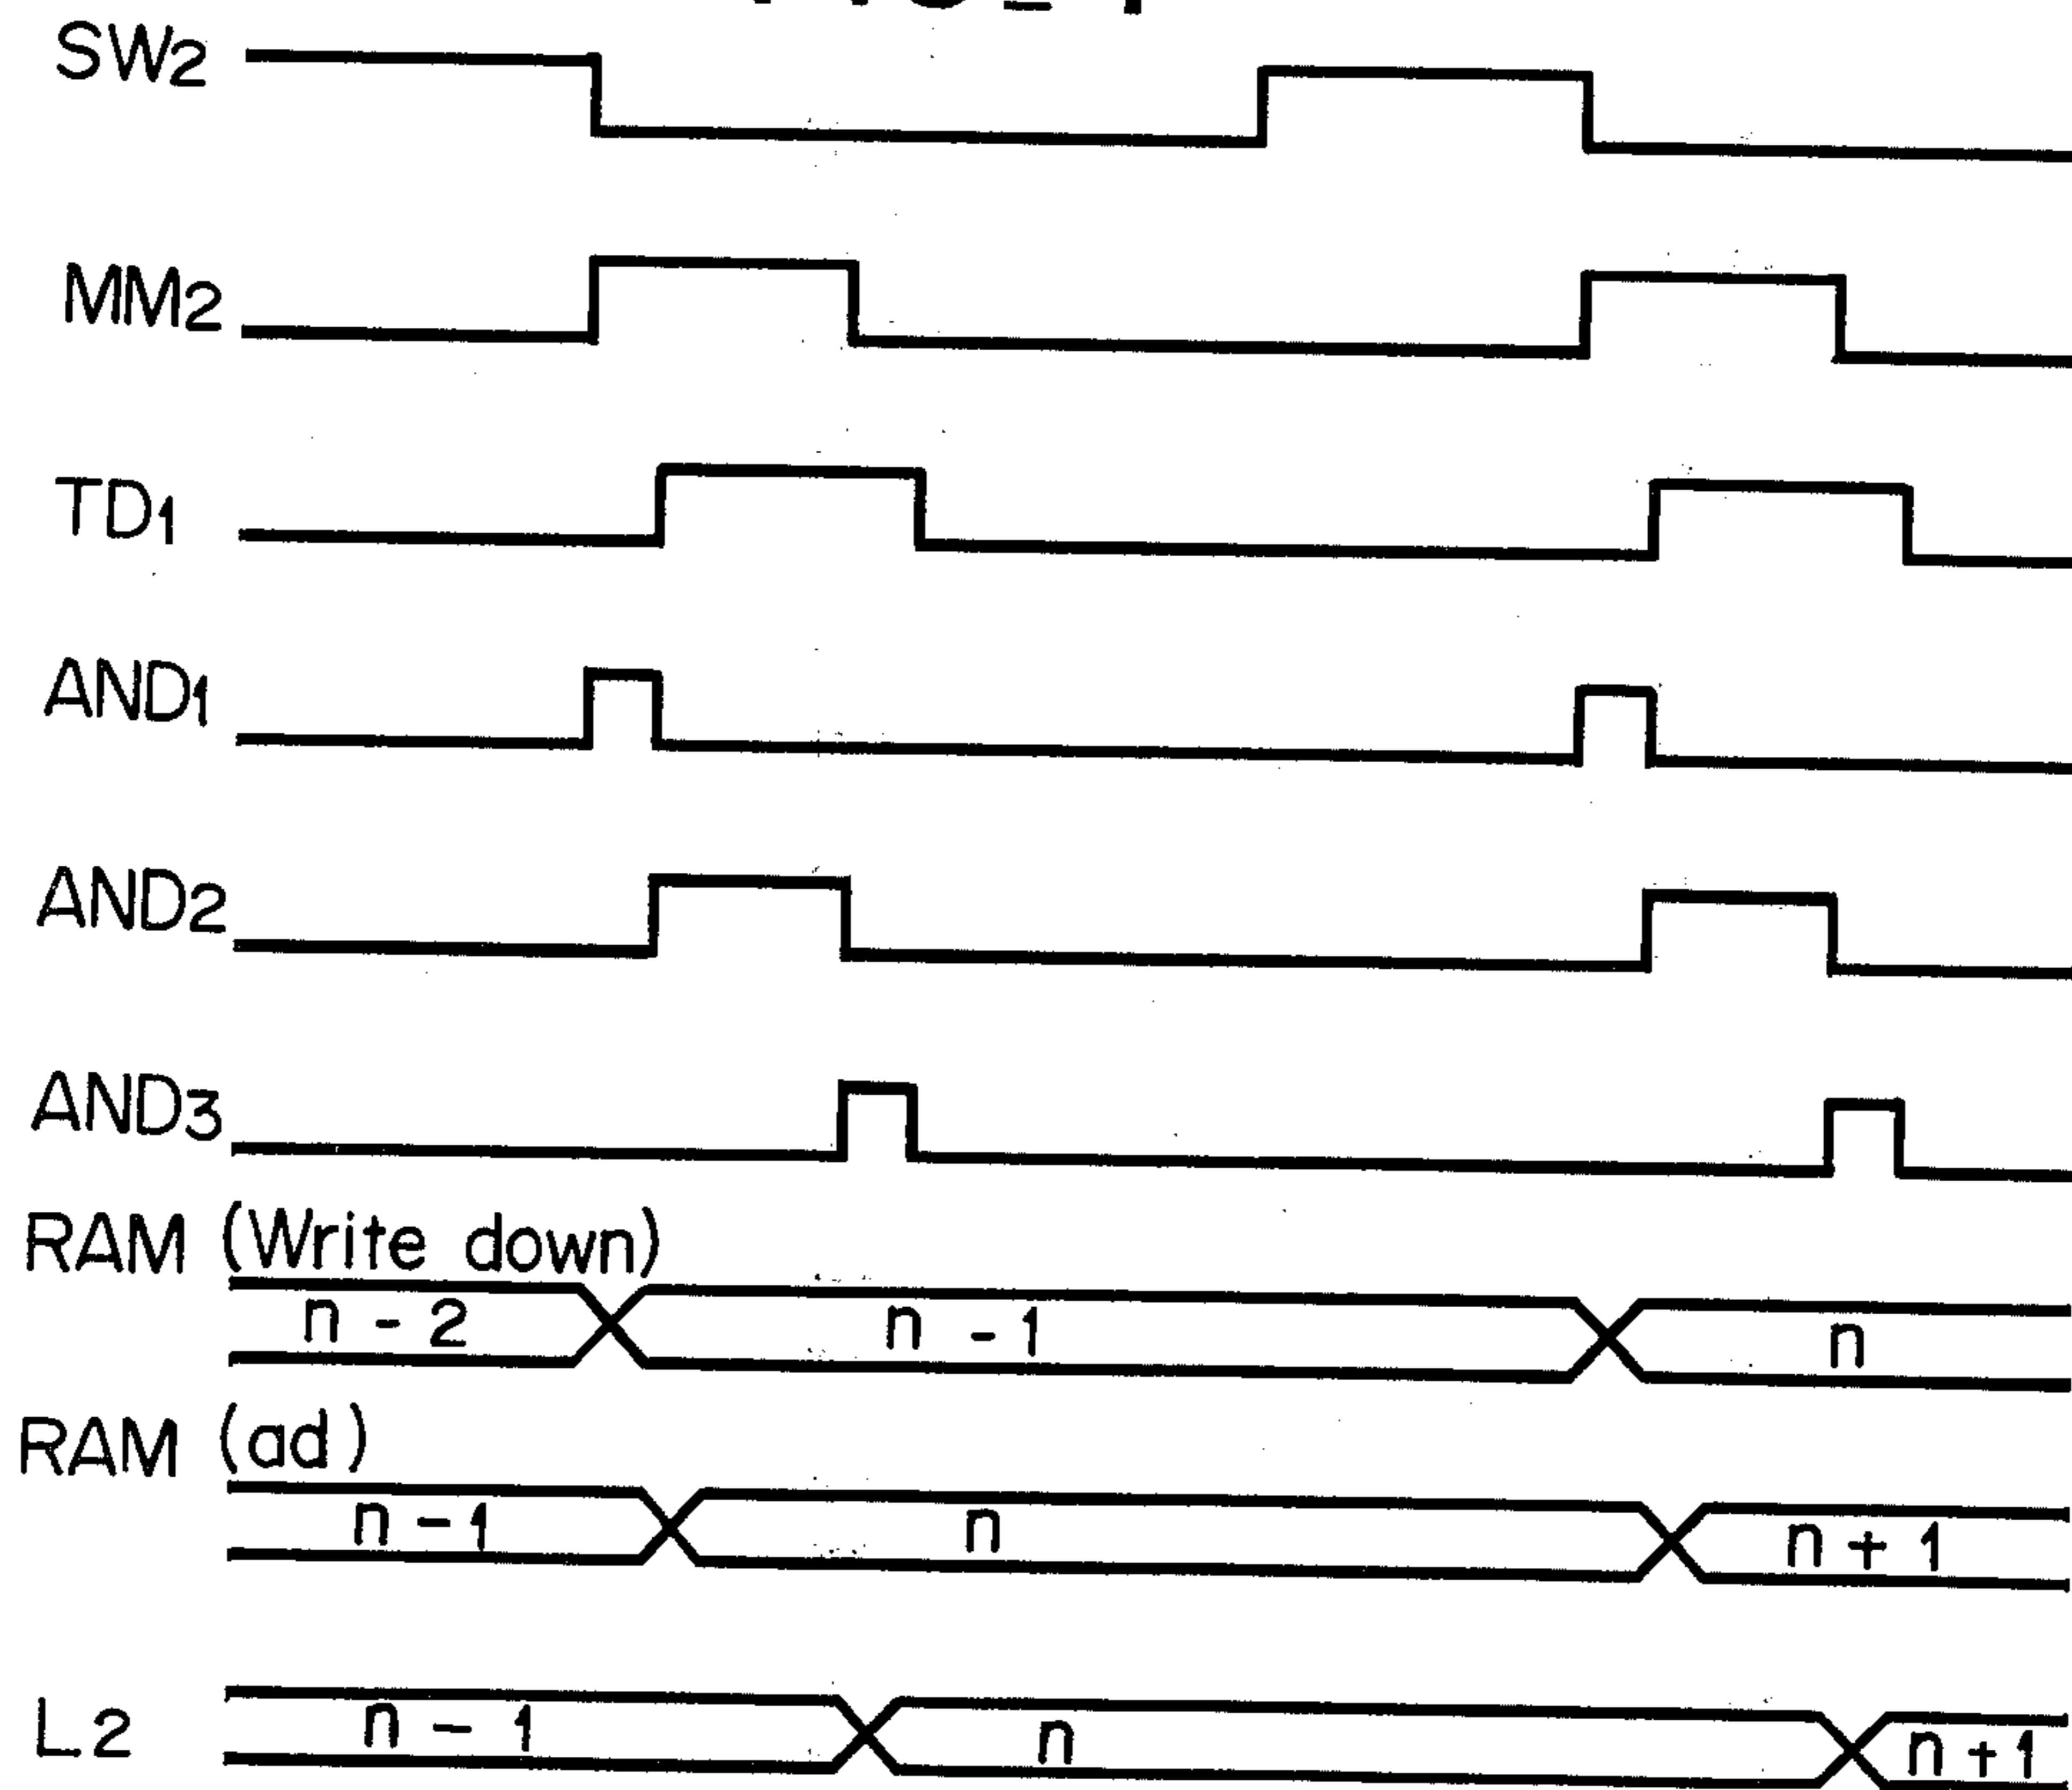 SW2
MM2
TD1
AND1
AND2
AND3
RAM (Write down)
n - 2 n - 1 n
RAM (ad)
n - 1 n n + 1
L2 n - 1 n n + 1